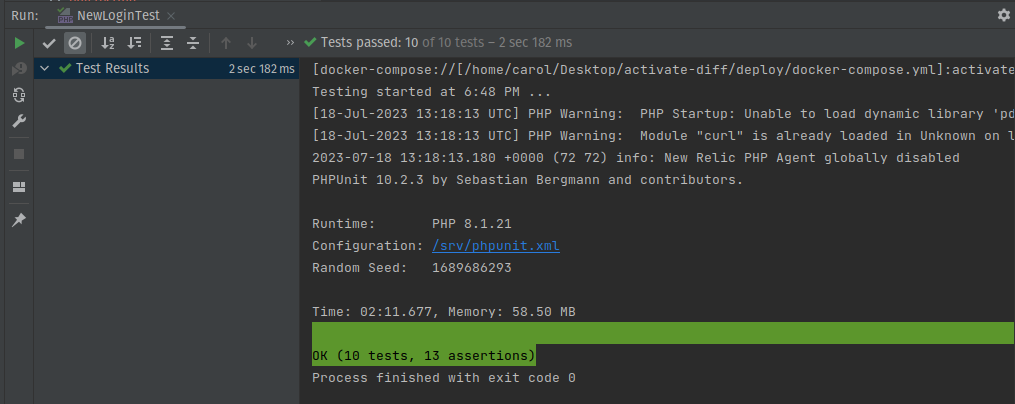 Run: NewLoginTest
Tests passed: 10 of 10 tests – 2 sec 182 ms
Test Results 2 sec 182 ms
[docker-compose://[/home/carol/Desktop/activate-diff/deploy/docker-compose.yml]:activate
Testing started at 6:48 PM ...
[18-Jul-2023 13:18:13 UTC] PHP Warning:  PHP Startup: Unable to load dynamic library 'pd
[18-Jul-2023 13:18:13 UTC] PHP Warning:  Module "curl" is already loaded in Unknown on l
2023-07-18 13:18:13.180 +0000 (72 72) info: New Relic PHP Agent globally disabled
PHPUnit 10.2.3 by Sebastian Bergmann and contributors.
Runtime:       PHP 8.1.21
Configuration: /srv/phpunit.xml
Random Seed:   1689686293
Time: 02:11.677, Memory: 58.50 MB
OK (10 tests, 13 assertions)
Process finished with exit code 0